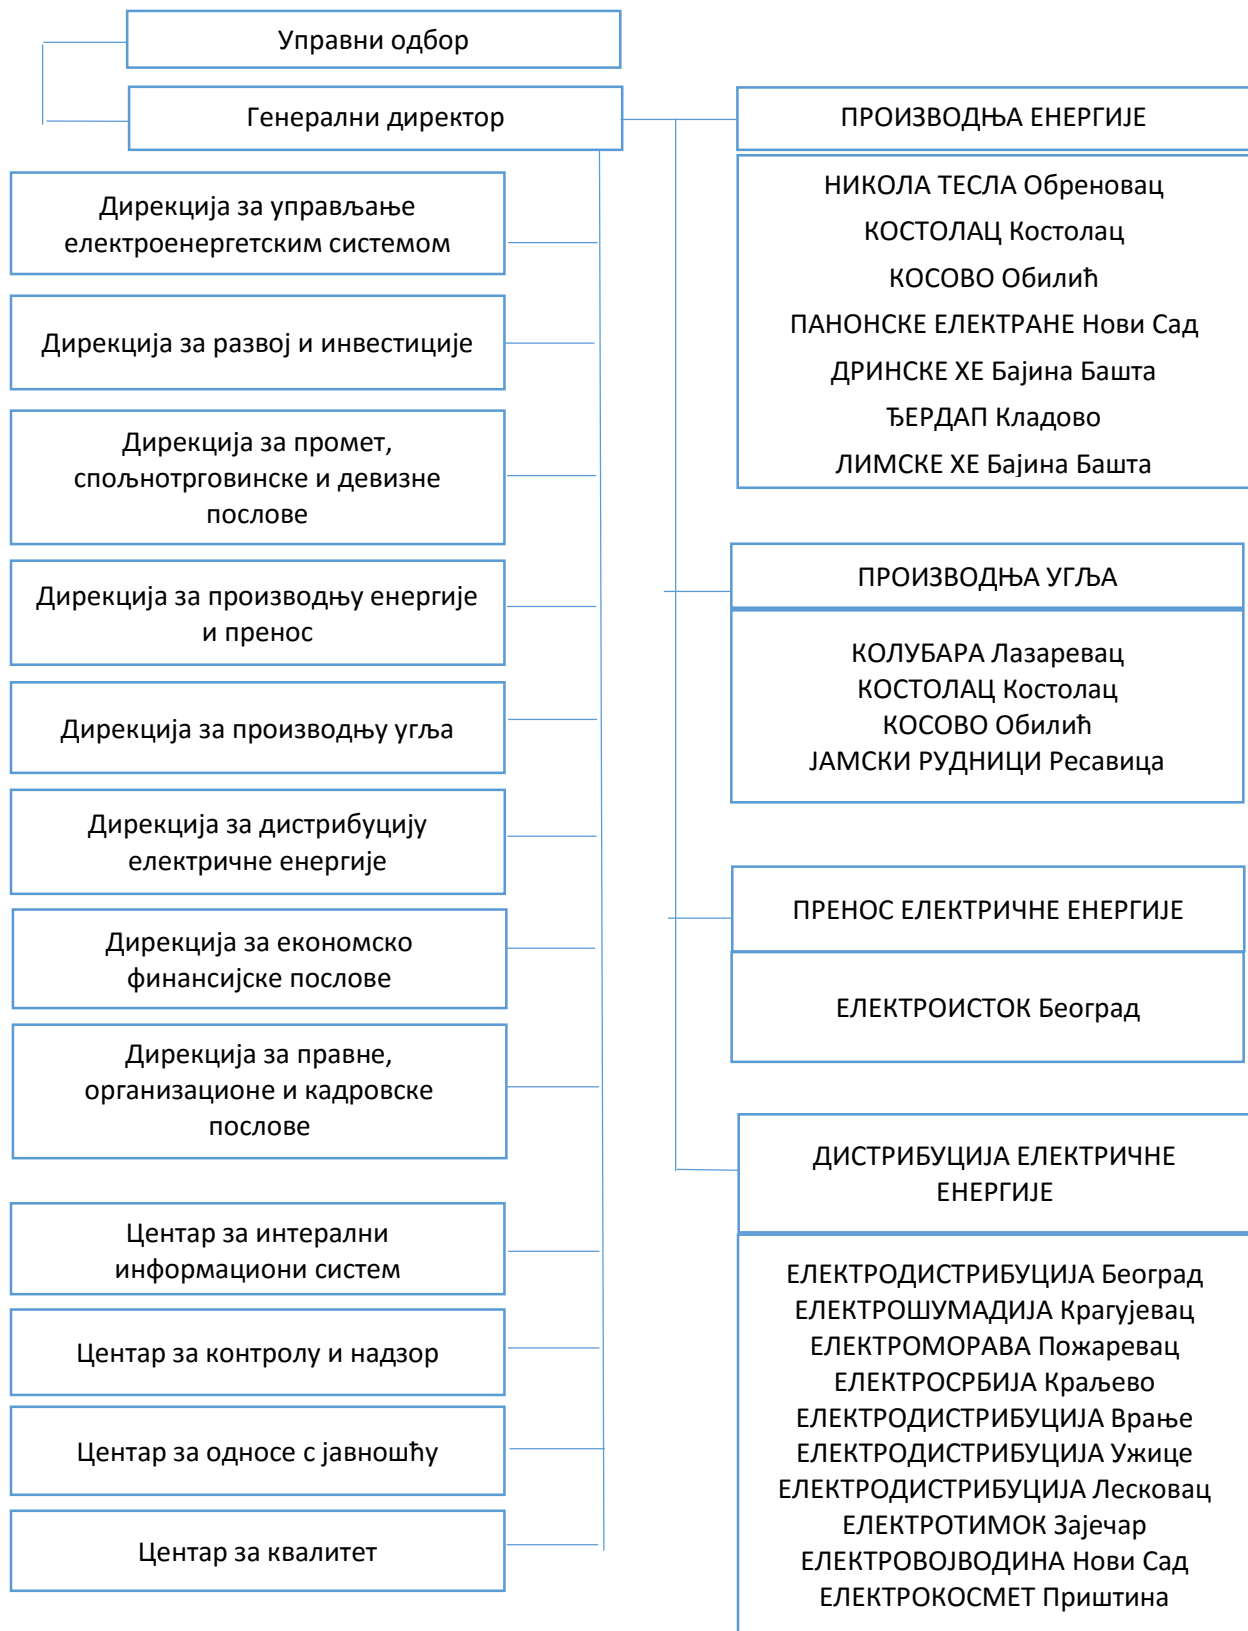 Управни одбор
Генерални директор
Дирекција за управљање
електроенергетским системом
Дирекција за развој и инвестиције
Дирекција за промет,
спољнотрговинске и девизне
послове
Дирекција за производњу енергије
и пренос
Дирекција за производњу угља
Дирекција за дистрибуцију
електричне енергије
Дирекција за економско
финансијске послове
Дирекција за правне,
организационе и кадровске
послове
Центар за интерални
информациони систем
Центар за контролу и надзор
Центар за односе с јавношћу
Центар за квалитет
ПРОИЗВОДЊА ЕНЕРГИЈЕ
НИКОЛА ТЕСЛА Обреновац
КОСТОЛАЦ Костолац
КОСОВО Обилић
ПАНОНСКЕ ЕЛЕКТРАНЕ Нови Сад
ДРИНСКЕ ХЕ Бајина Башта
ЂЕРДАП Кладово
ЛИМСКЕ ХЕ Бајина Башта
ПРОИЗВОДЊА УГЉА
КОЛУБАРА Лазаревац
КОСТОЛАЦ Костолац
КОСОВО Обилић
ЈАМСКИ РУДНИЦИ Ресавица
ПРЕНОС ЕЛЕКТРИЧНЕ ЕНЕРГИЈЕ
ЕЛЕКТРОИСТОК Београд
ДИСТРИБУЦИЈА ЕЛЕКТРИЧНЕ
ЕНЕРГИЈЕ
ЕЛЕКТРОДИСТРИБУЦИЈА Београд
ЕЛЕКТРОШУМАДИЈА Крагујевац
ЕЛЕКТРОМОРАВА Пожаревац
ЕЛЕКТРОСРБИЈА Краљево
ЕЛЕКТРОДИСТРИБУЦИЈА Врање
ЕЛЕКТРОДИСТРИБУЦИЈА Ужице
ЕЛЕКТРОДИСТРИБУЦИЈА Лесковац
ЕЛЕКТРОТИМОК Зајечар
ЕЛЕКТРОВОЈВОДИНА Нови Сад
ЕЛЕКТРОКОСМЕТ Приштина